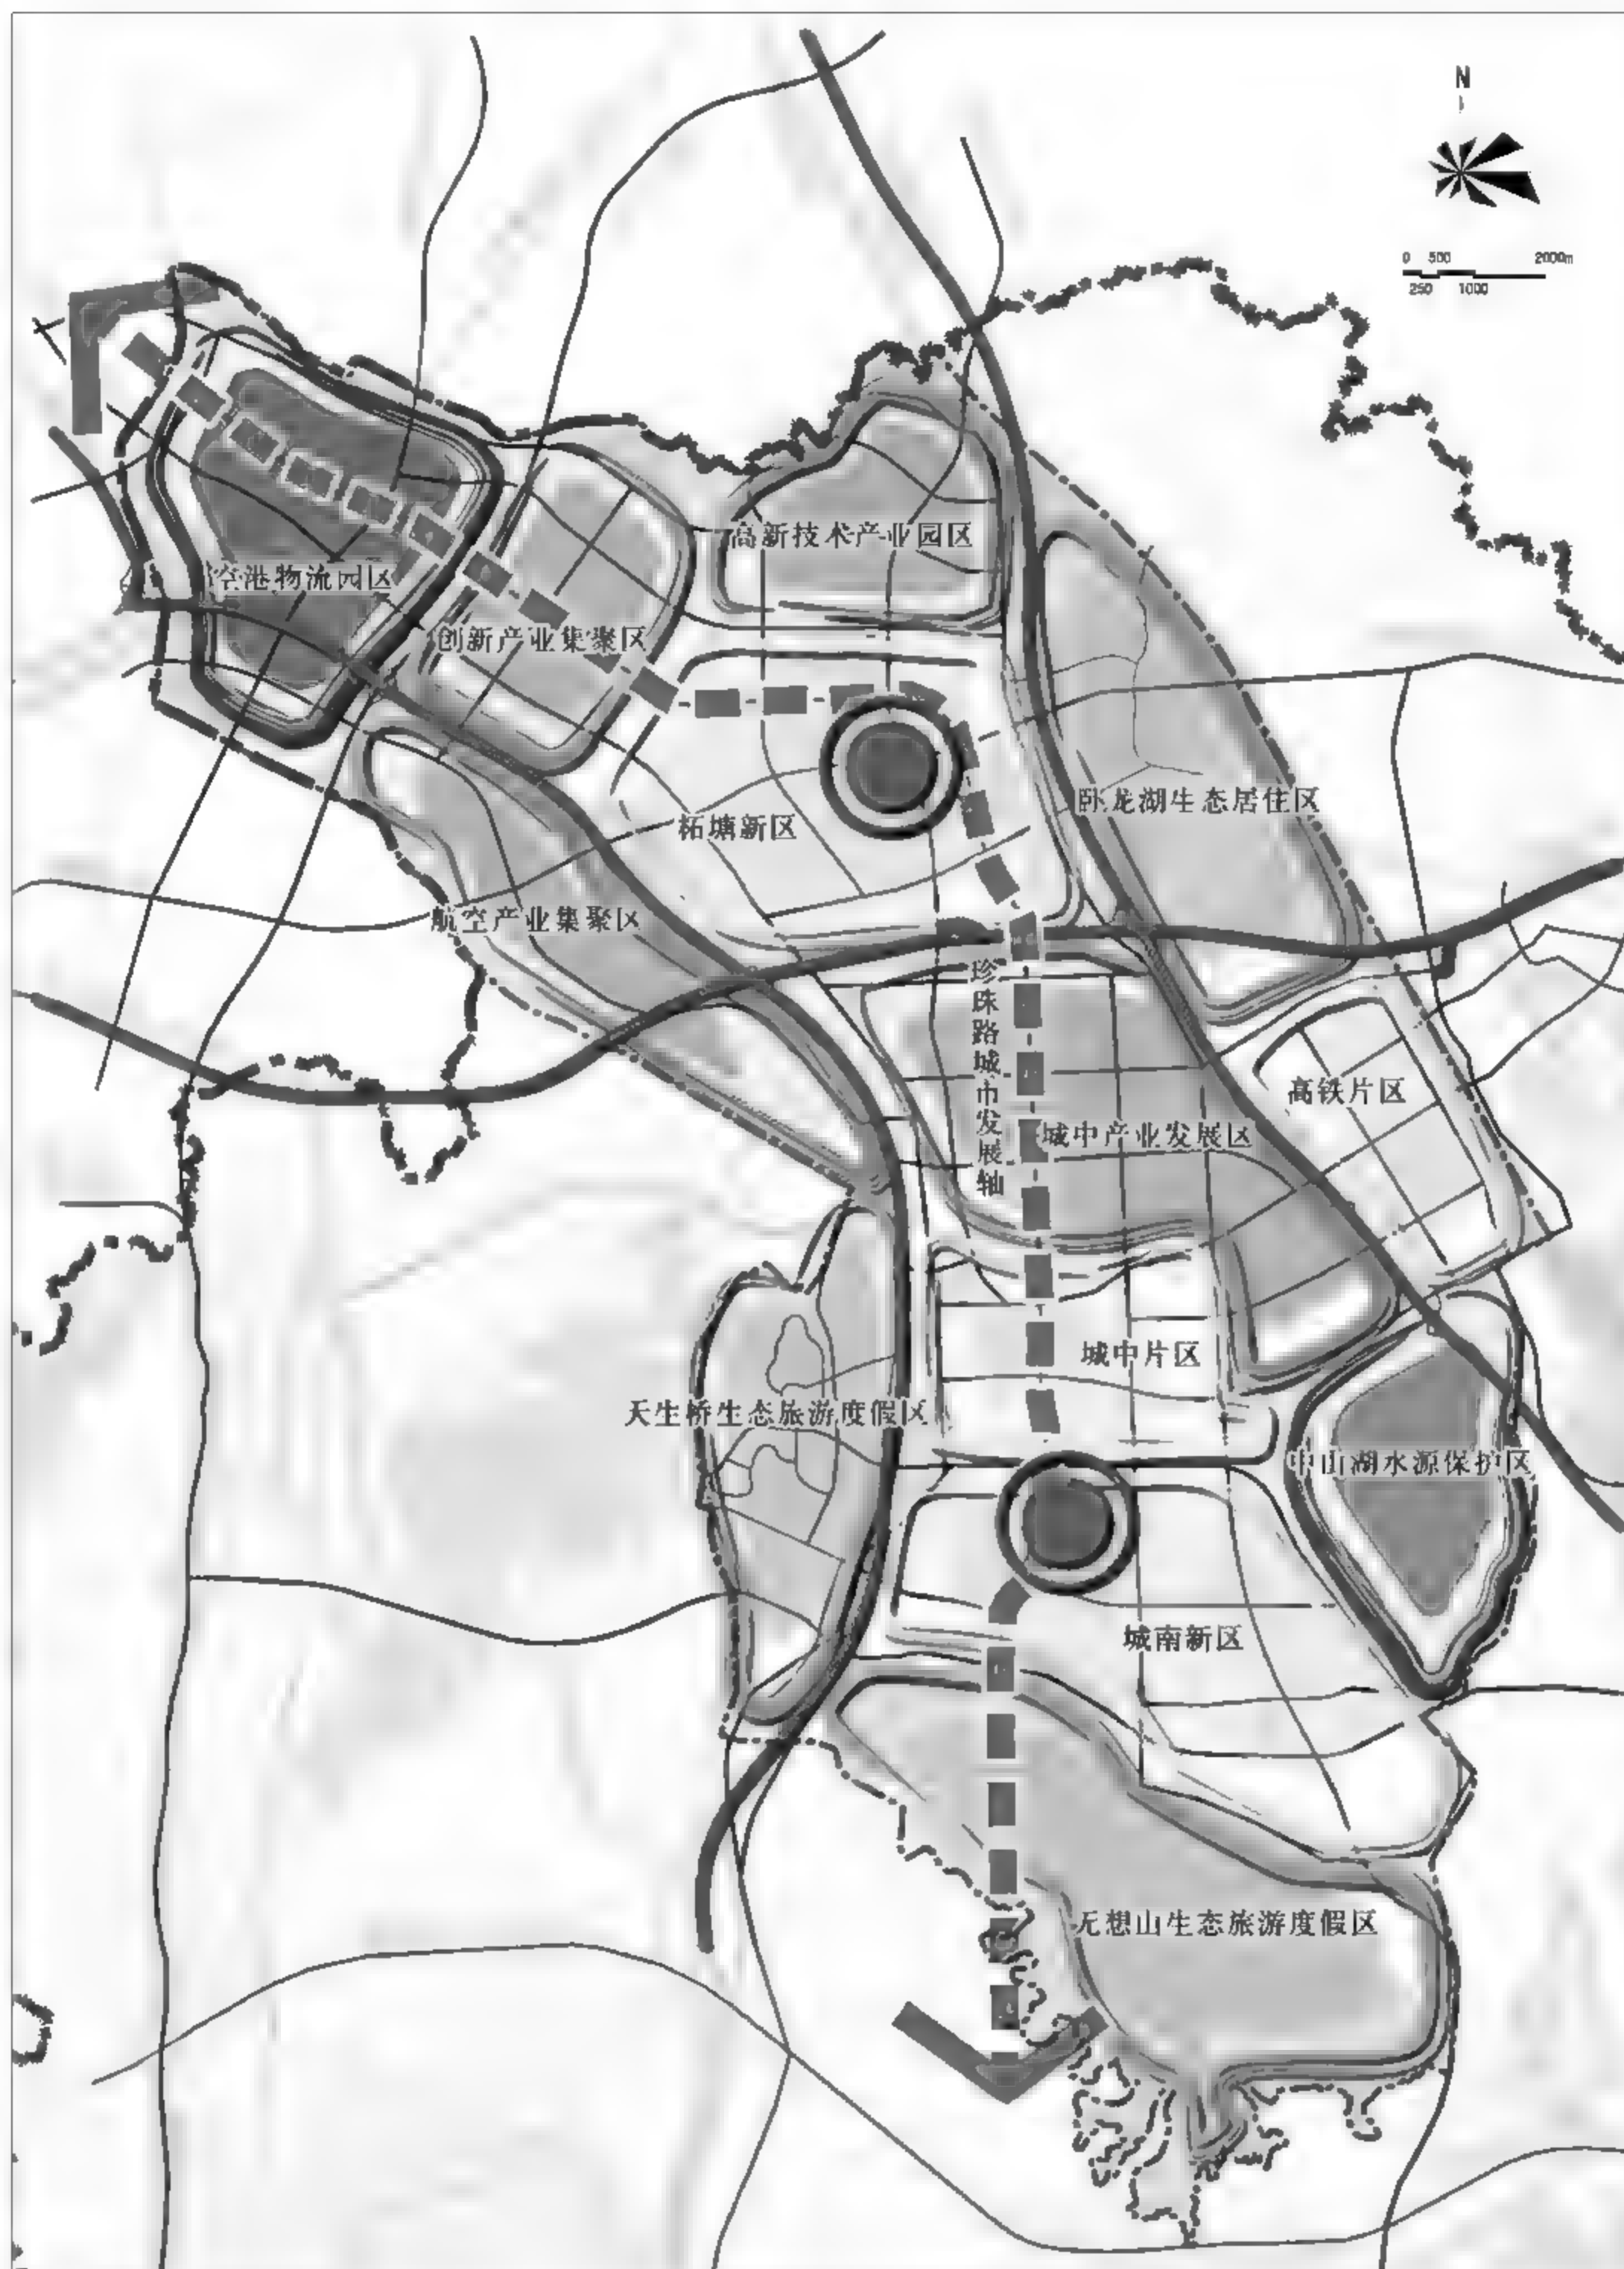 N
0 500 2000m
250 1000
高新技术产业园区
空港物流园区
创新产业集聚区
卧龙湖生态居住区
柘塘新区
航空产业集聚区
珍珠路城市发展轴
高铁片区
城中产业发展区
城中片区
天生桥生态旅游度假区
中山湖水源保护区
城南新区
无想山生态旅游度假区